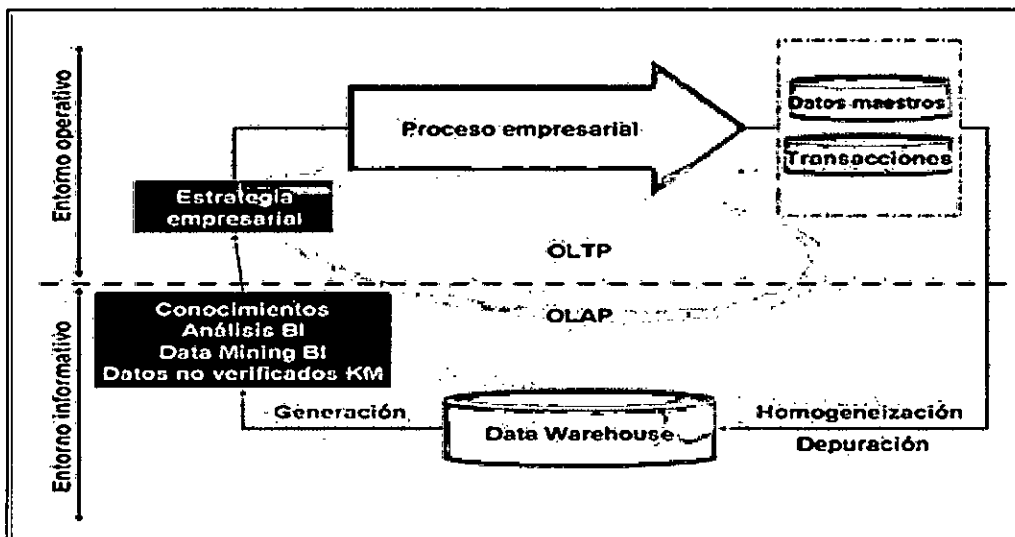 Entorno operativo
Proceso empresarial
Datos maestros
Transacciones
Estrategia
empresarial
OLTP
Entorno informativo
OLAP
Conocimientos
Análisis BI
Data Mining BI
Datos no verificados KM
Generación
Data Warehouse
Homogeneización
Depuración